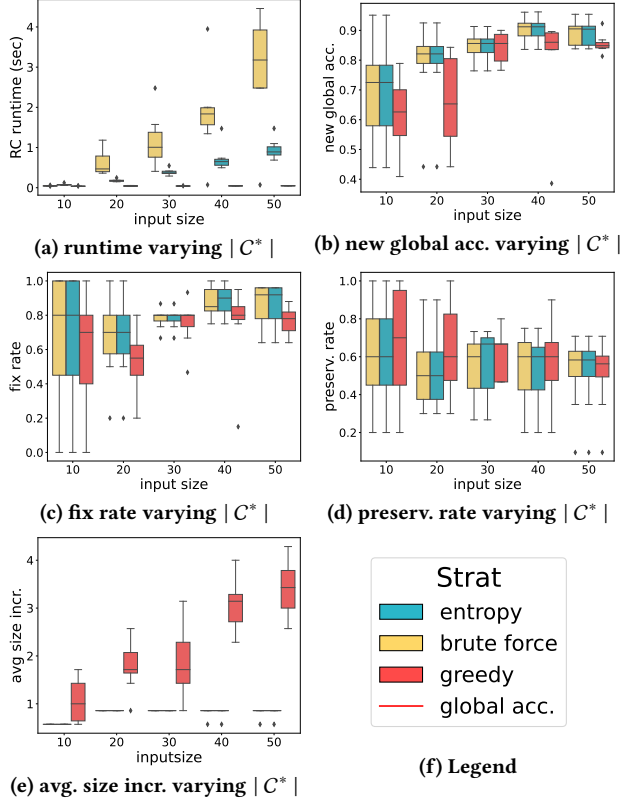 RC runtime (sec)
4
3
2
1
0
10 20 30 40 50
input size
(a) runtime varying | C* |
new global acc.
0.9
0.8
0.7
0.6
0.5
0.4
10 20 30 40 50
input size
(b) new global acc. varying | C* |
fix rate
1.0
0.8
0.6
0.4
0.2
0.0
10 20 30 40 50
input size
(c) fix rate varying | C* |
preserv. rate
1.0
0.8
0.6
0.4
0.2
10 20 30 40 50
input size
(d) preserv. rate varying | C* |
avg size incr.
4
3
2
1
10 20 30 40 50
inputsize
(e) avg. size incr. varying | C* |
Strat
entropy
brute force
greedy
global acc.
(f) Legend